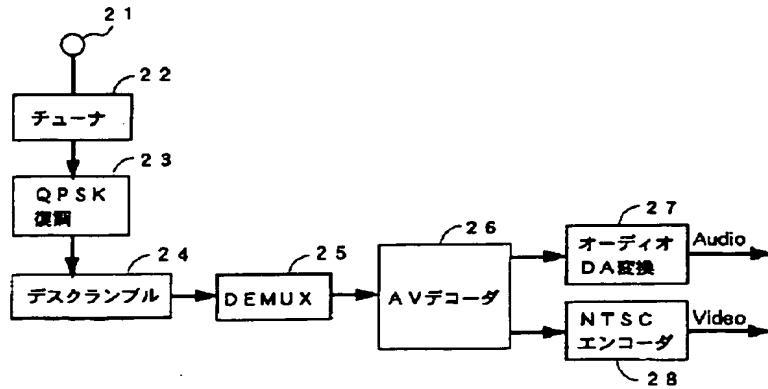 ２１
２２
チューナ
２３
ＱＰＳＫ
復調
２４
デスクランブル
２５
ＤＥＭＵＸ
２６
ＡＶデコーダ
２７
オーディオ
ＤＡ変換
Audio
ＮＴＳＣ
エンコーダ
Video
２８